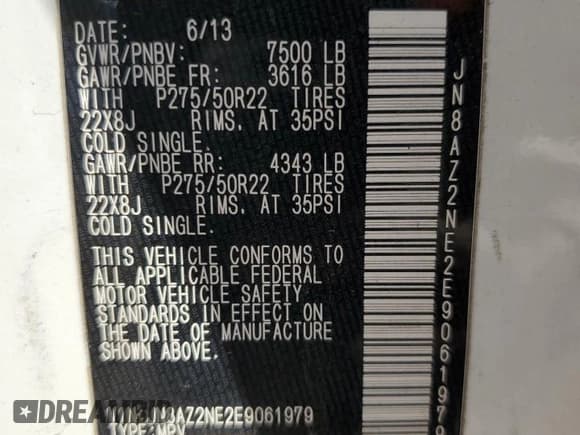 DATE: 6/13
GVWR/PNBV: 7500 LB
GAWR/PNBE FR: 3616 LB
WITH P275/50R22 TIRES
22X8J RIMS. AT 35PSI
COLD SINGLE.
GAWR/PNBE RR: 4343 LB
WITH P275/50R22 TIRES
22X8J RIMS. AT 35PSI
COLD SINGLE.
THIS VEHICLE CONFORMS TO
ALL APPLICABLE FEDERAL
MOTOR VEHICLE SAFETY
STANDARDS IN EFFECT ON
THE DATE OF MANUFACTURE
SHOWN ABOVE.
JN8AZ2NE2E9061979
TYPE:MPV
JN8AZ2NE2E9061979